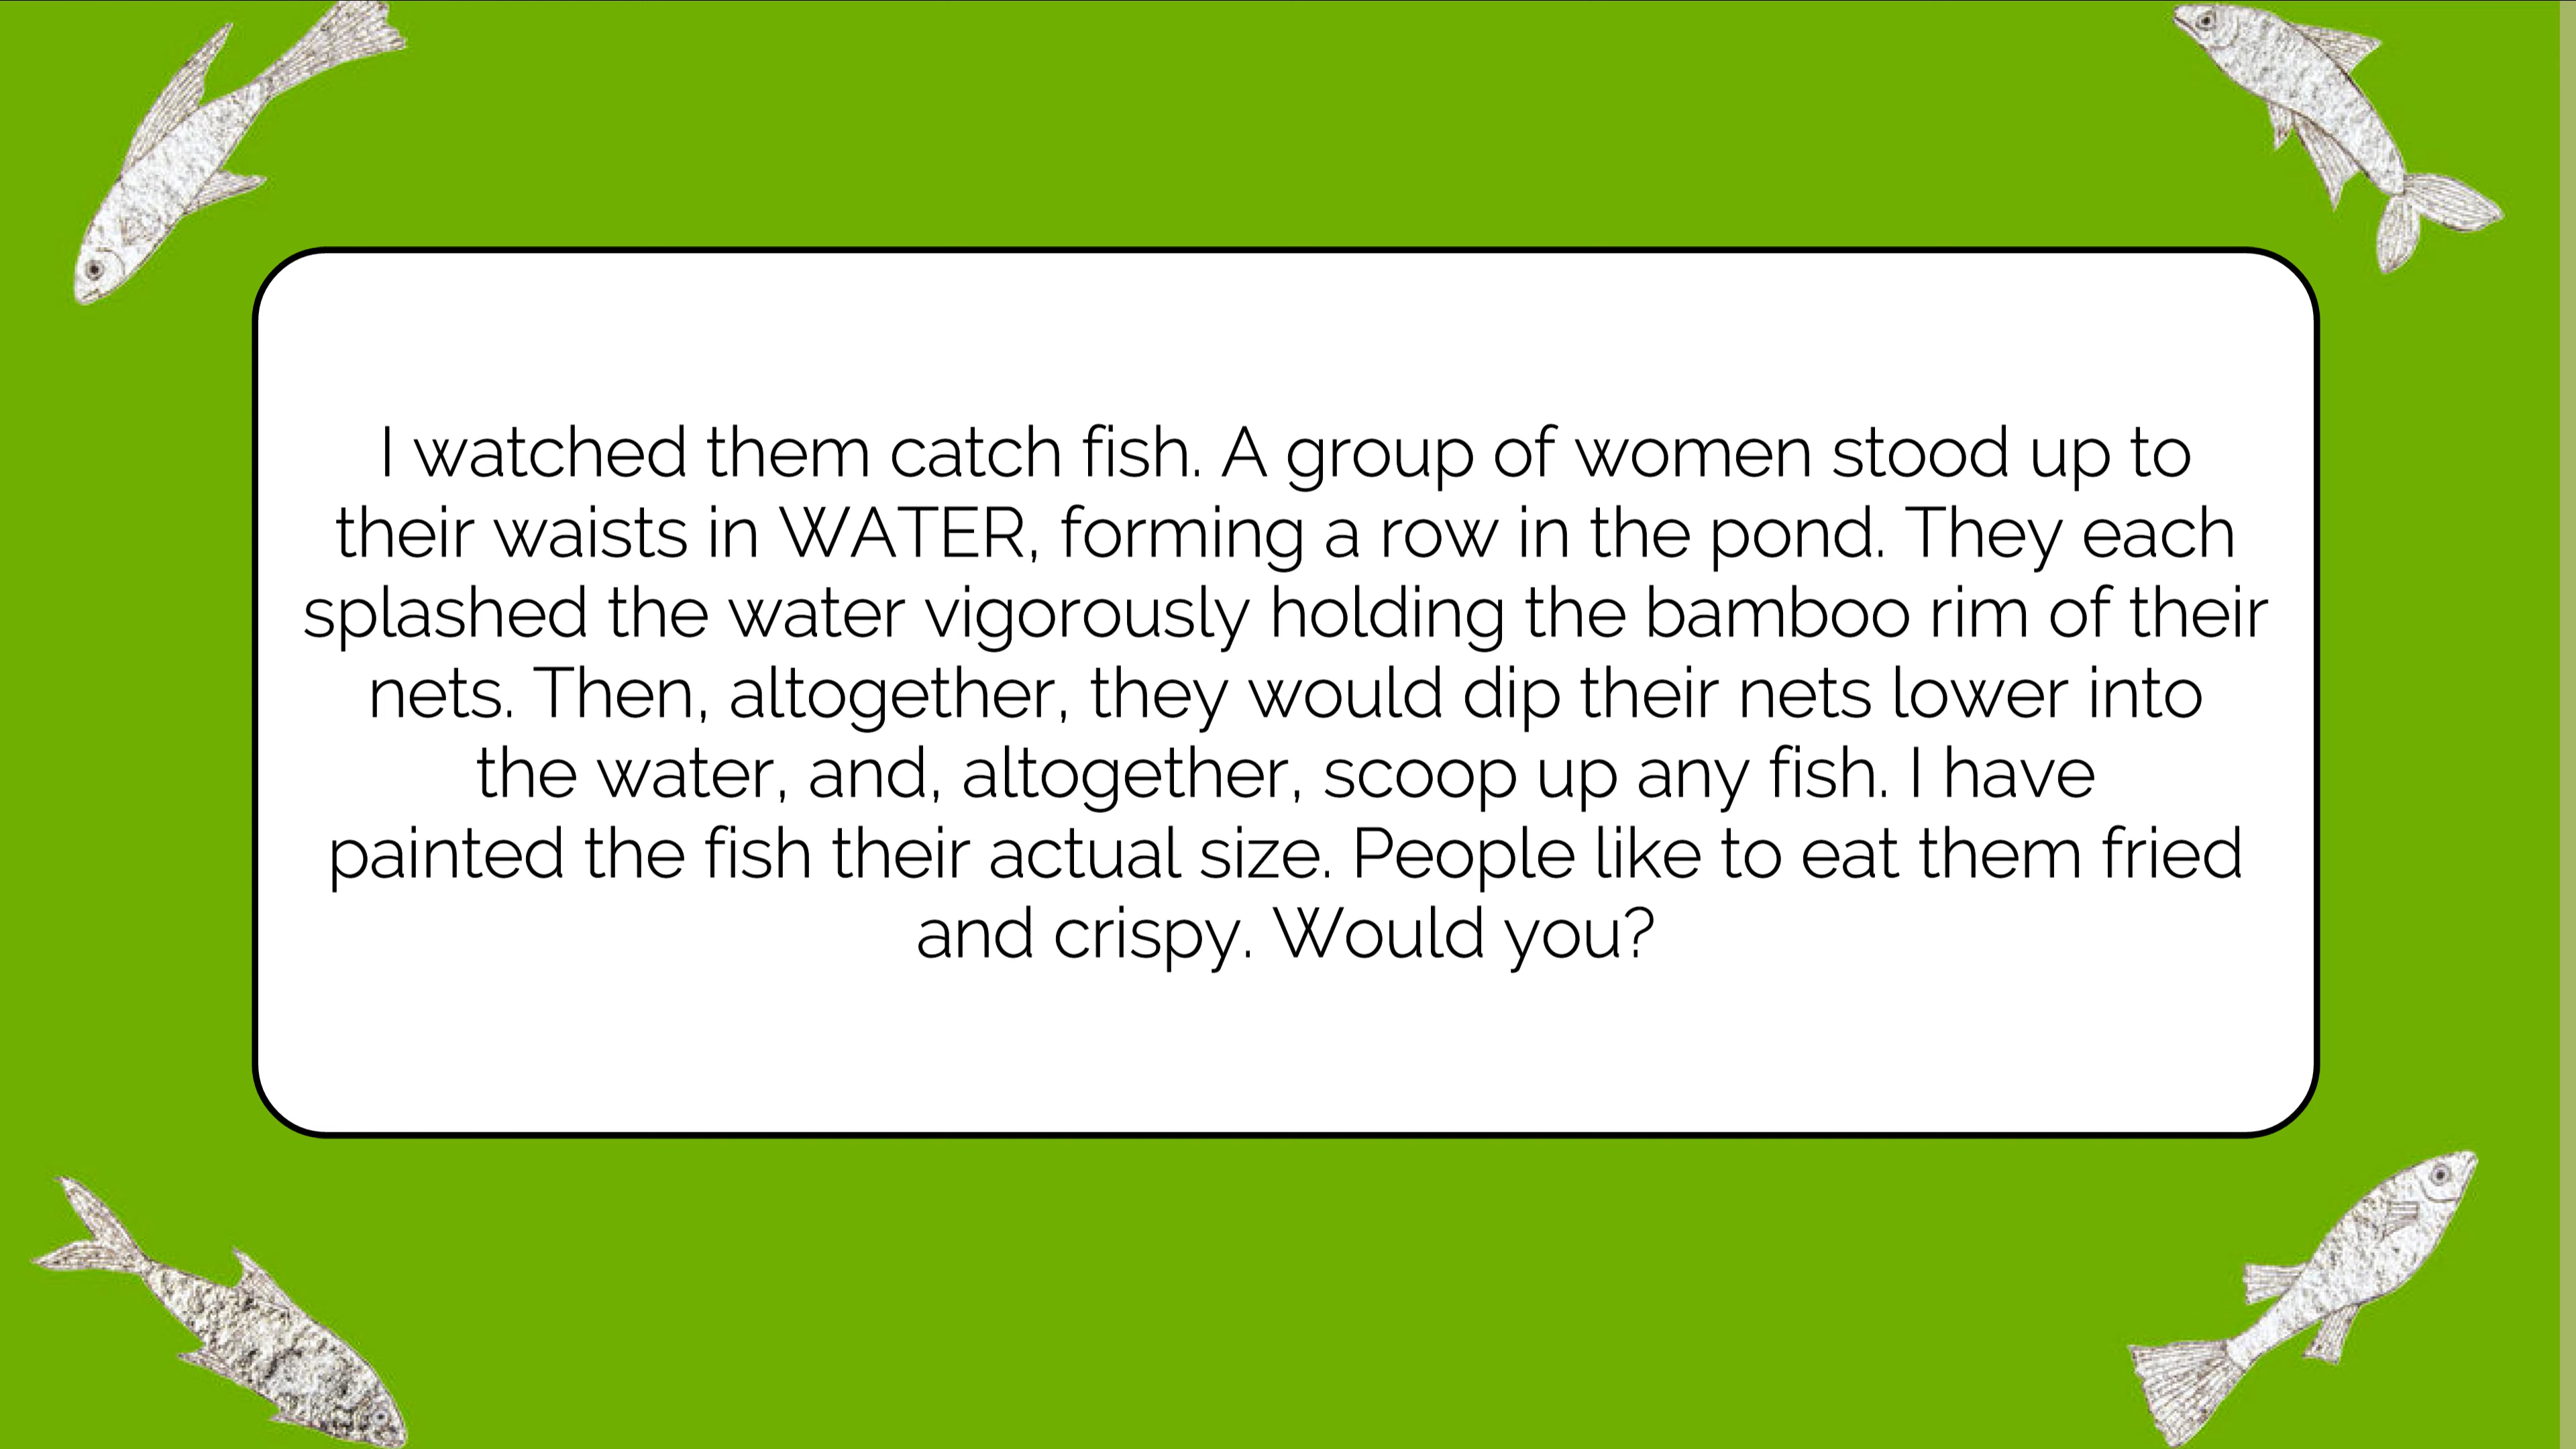 I watched them catch fish. A group of women stood up to
their waists in WATER, forming a row in the pond. They each
splashed the water vigorously holding the bamboo rim of their
nets. Then, altogether, they would dip their nets lower into
the water, and, altogether, scoop up any fish. I have
painted the fish their actual size. People like to eat them fried
and crispy. Would you?